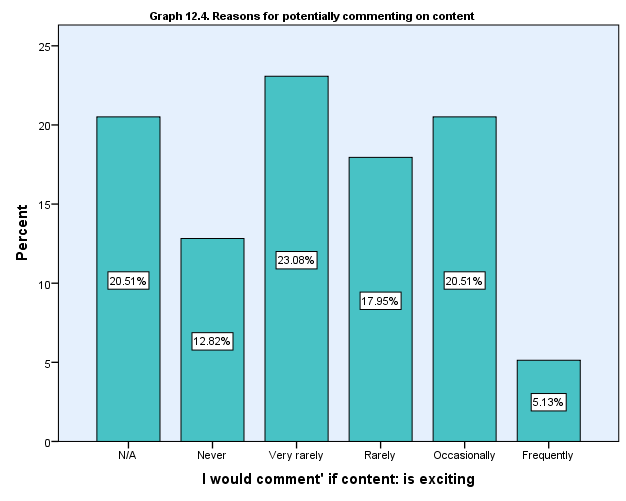 Graph 12.4. Reasons for potentially commenting on content
Percent
25
20
15
10
5
0
20.51%
12.82%
23.08%
17.95%
20.51%
5.13%
N/A
Never
Very rarely
Rarely
Occasionally
Frequently
I would comment' if content: is exciting